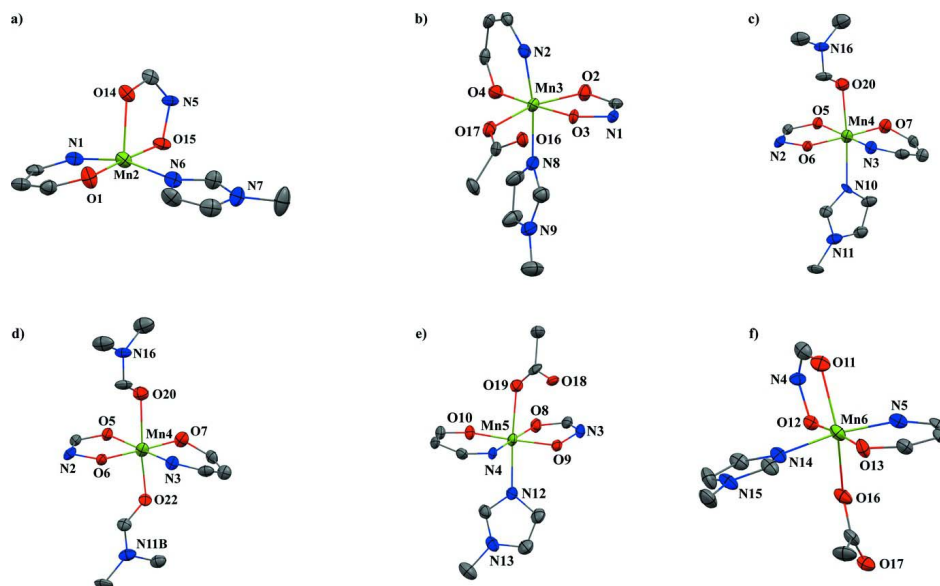 a)
O14
N5
N1
O15
Mn2
N6
N7
O1
b)
N2
Mn3
O2
O4
O3
N1
O17
O16
N8
N9
c)
N16
O20
O5
Mn4
O7
N2
O6
N3
N10
N11
d)
N16
O20
O5
Mn4
O7
N2
O6
N3
O22
N11B
e)
O19
O18
O10
Mn5
O8
N3
N4
O9
N12
N13
f)
O11
N4
Mn6
N5
O12
N14
O13
N15
O16
O17